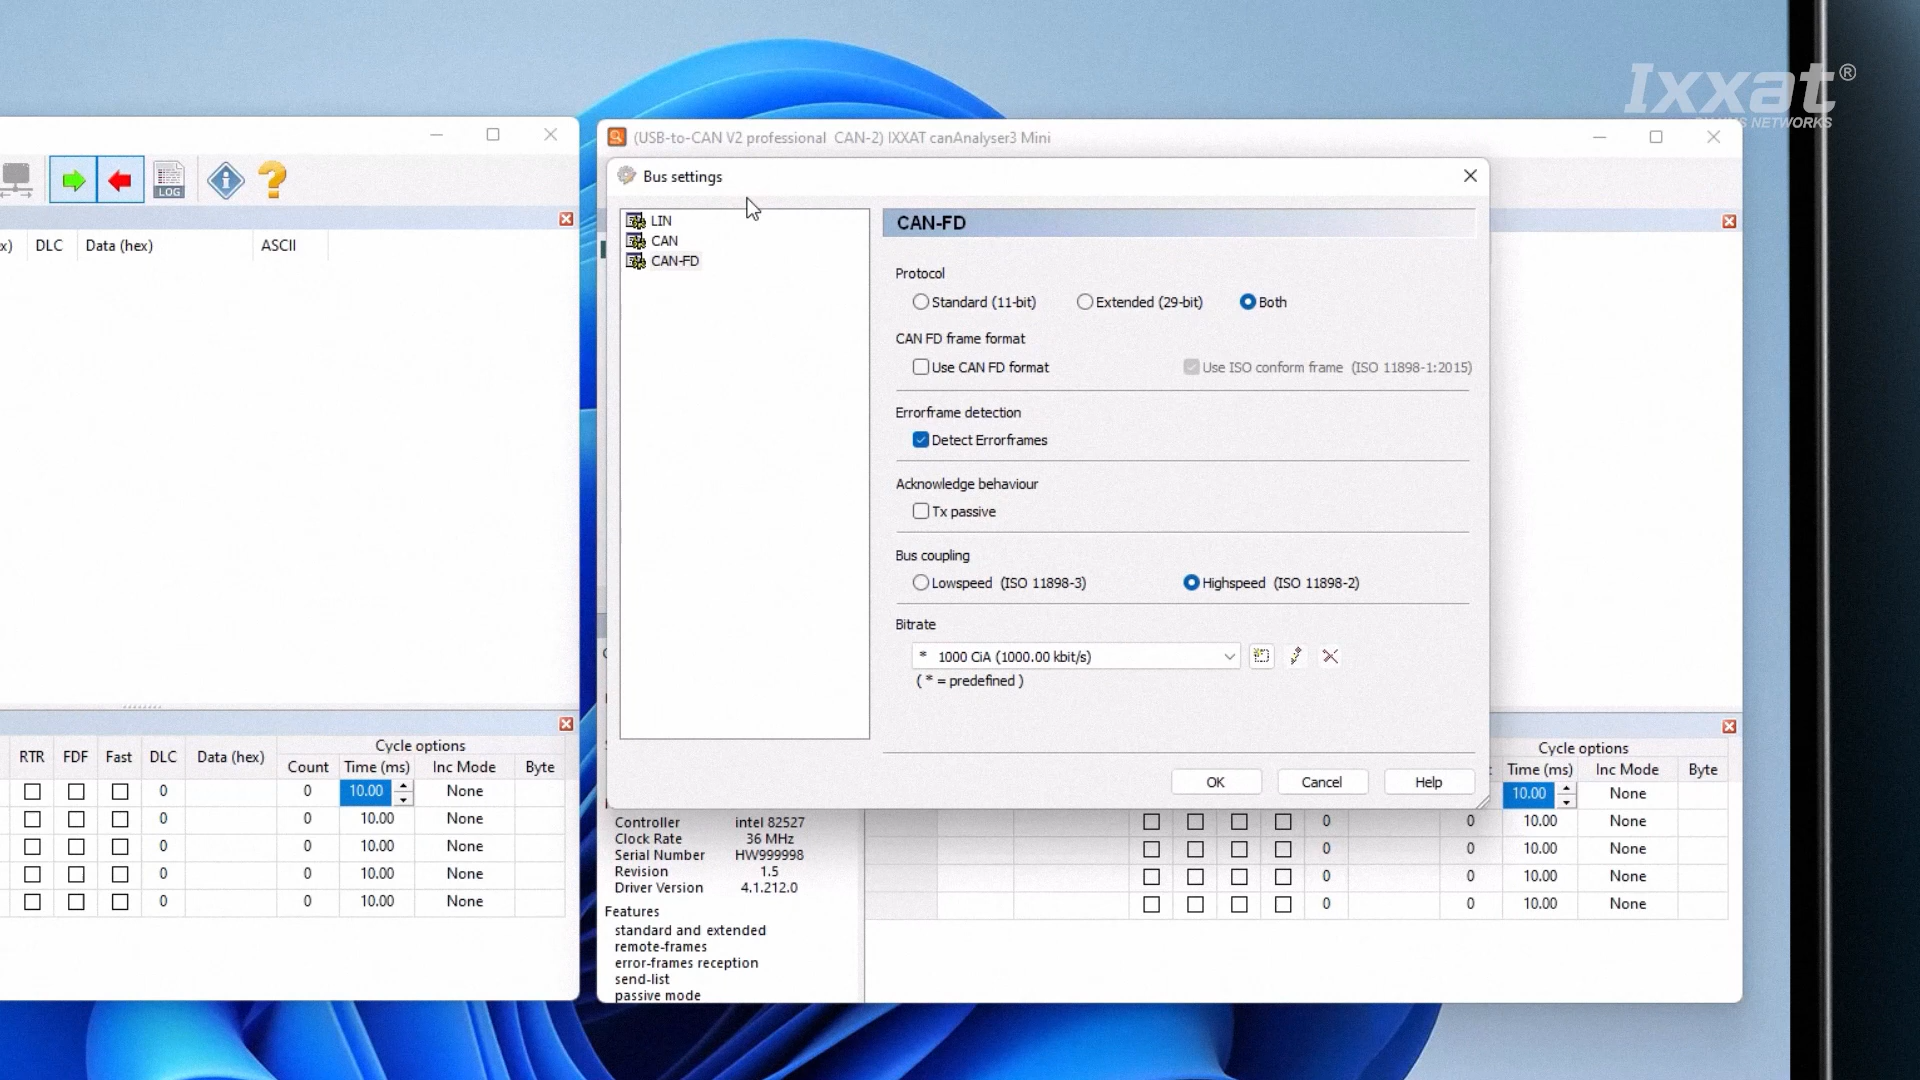 Ixxat®
NETWORKS
(USB-to-CAN V2 professional CAN-2) IXXAT canAnalyser3 Mini
Bus settings
LOG
LIN
CAN
CAN-FD
CAN-FD
x) DLC Data (hex) ASCII
Protocol
Standard (11-bit) Extended (29-bit) Both
CAN FD frame format
Use CAN FD format Use ISO conform frame (ISO 11898-1:2015)
Errorframe detection
Detect Errorframes
Acknowledge behaviour
Tx passive
Bus coupling
Lowspeed (ISO 11898-3) Highspeed (ISO 11898-2)
Bitrate
* 1000 CiA (1000.00 kbit/s)
( * = predefined )
OK Cancel Help
Cycle options
RTR FDF Fast DLC Data (hex) Count Time (ms) Inc Mode Byte
0 0 10.00 None
0 0 10.00 None
0 0 10.00 None
0 0 10.00 None
0 0 10.00 None
Controller intel 82527
Clock Rate 36 MHz
Serial Number HW999998
Revision 1.5
Driver Version 4.1.212.0
Features
standard and extended
remote-frames
error-frames reception
send-list
passive mode
Cycle options
Time (ms) Inc Mode Byte
10.00 None
0 0 10.00 None
0 0 10.00 None
0 0 10.00 None
0 0 10.00 None